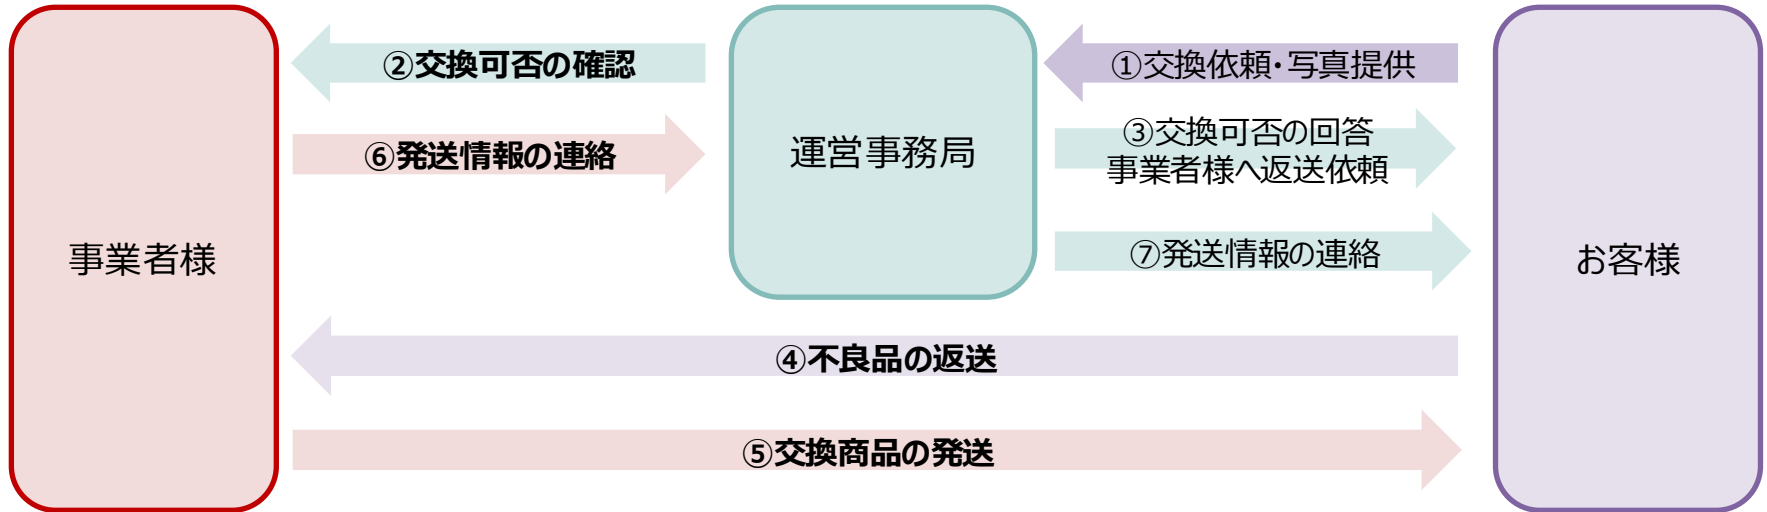 ②交換可否の確認
①交換依頼・写真提供
⑥発送情報の連絡
運営事務局
③交換可否の回答
事業者様へ返送依頼
事業者様
⑦発送情報の連絡
お客様
④不良品の返送
⑤交換商品の発送